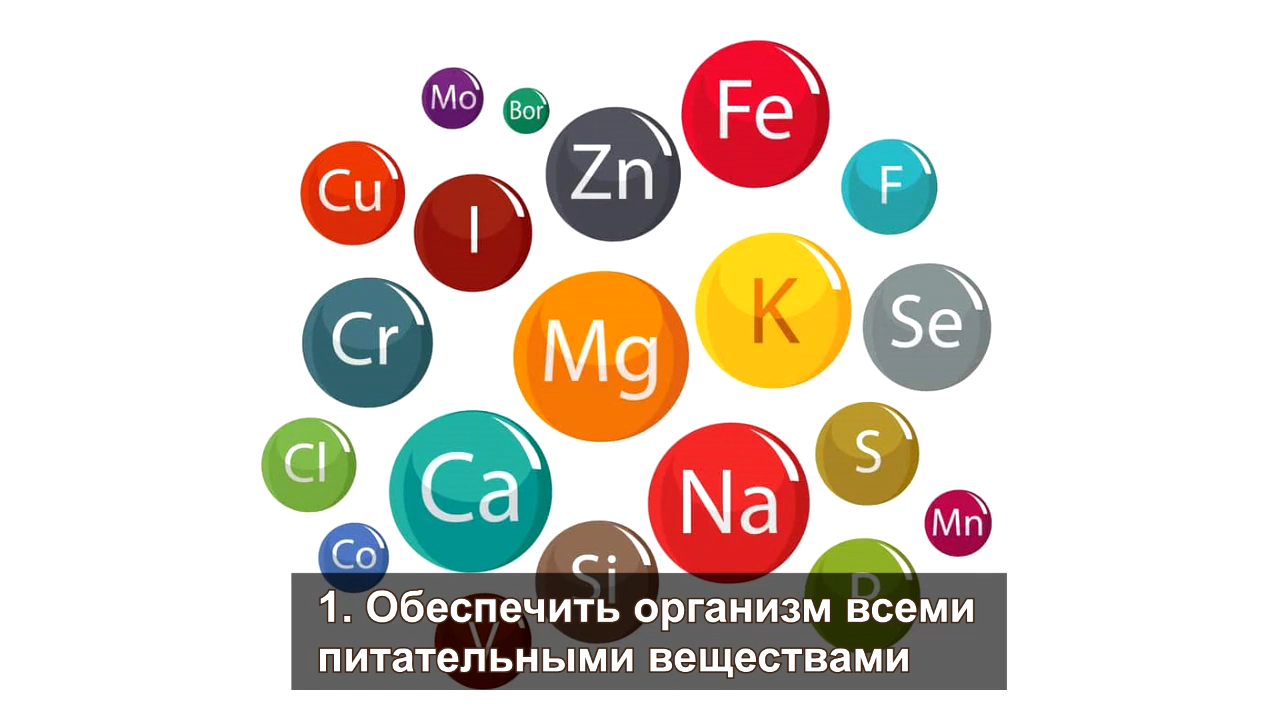 Mo
Bor
Fe
Zn
Cu
I
F
Cr
Mg
K
Se
Cl
Ca
Na
S
Mn
Co
Si
P
V
1. Обеспечить организм всеми
питательными веществами